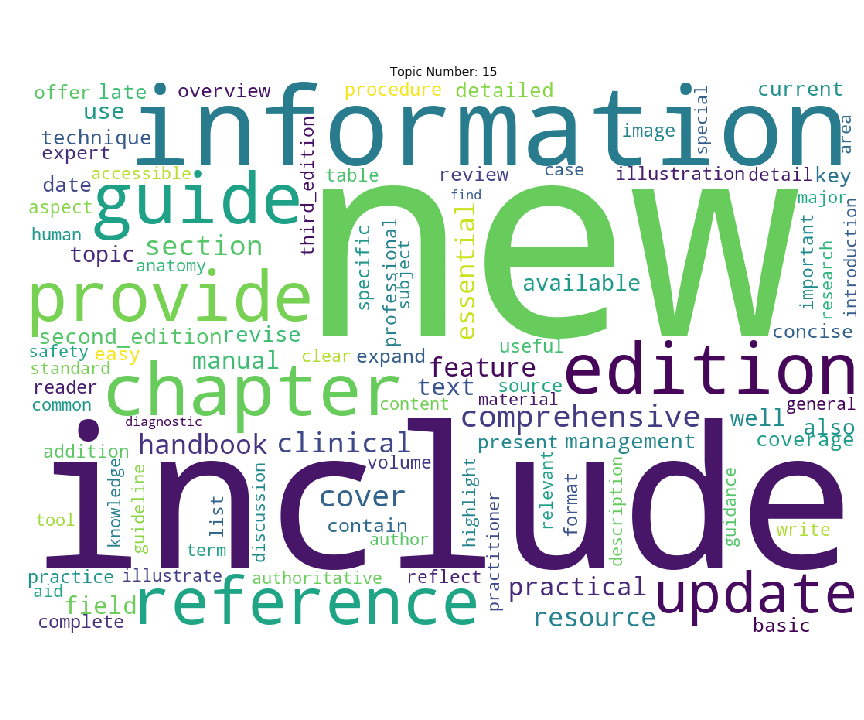 Topic Number: 15
offer
late
overview
procedure
detailed
current
information
use
technique
expert
image
special
area
accessible
date
guide
third_edition
table
review
find
case
illustration
detail
key
aspect
human
topic
section
anatomy
new
specific
professional
subject
essential
available
major
important
research
introduction
provide
second_edition
revise
concise
safety
easy
standard
manual
clear
expand
useful
feature
edition
reader
common
chapter
text
source
material
general
content
diagnostic
comprehensive
well
also
addition
handbook
clinical
volume
present
management
coverage
include
knowledge
guideline
list
discussion
cover
contain
author
highlight
practitioner
relevant
format
description
guidance
write
tool
term
practice
illustrate
authoritative
reflect
practical
update
aid
field
reference
resource
complete
basic